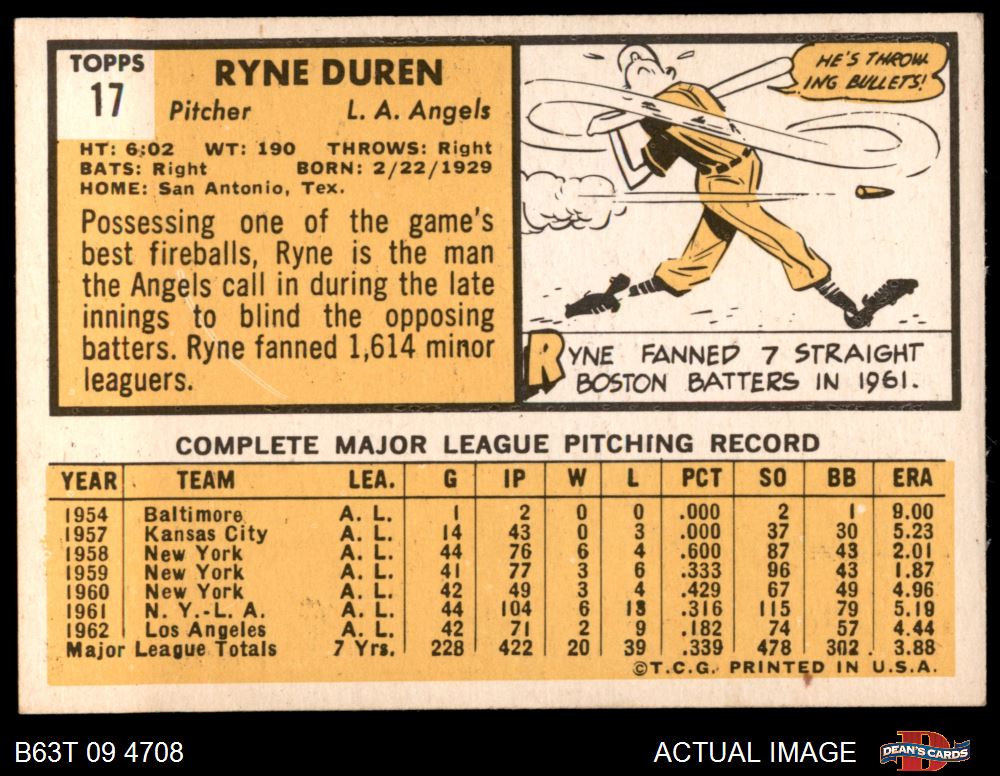 TOPPS
17
RYNE DUREN
Pitcher L. A. Angels
HT: 6:02 WT: 190 THROWS: Right
BATS: Right BORN: 2/22/1929
HOME: San Antonio, Tex.
Possessing one of the game's
best fireballs, Ryne is the man
the Angels call in during the late
innings to blind the opposing
batters. Ryne fanned 1,614 minor
leaguers.
HE'S THROW-
ING BULLETS!
RYNE FANNED 7 STRAIGHT
BOSTON BATTERS IN 1961.
COMPLETE MAJOR LEAGUE PITCHING RECORD
YEAR TEAM LEA. G IP W L PCT SO BB ERA
1954 Baltimore A. L. 1 2 0 0 .000 2 1 9.00
1957 Kansas City A. L. 14 43 0 3 .000 37 30 5.23
1958 New York A. L. 44 76 6 4 .600 87 43 2.01
1959 New York A. L. 41 77 3 6 .333 96 43 1.87
1960 New York A. L. 42 49 3 4 .429 67 49 4.96
1961 N. Y.-L. A. A. L. 44 104 6 13 .316 115 79 5.19
1962 Los Angeles A. L. 42 71 2 9 .182 74 57 4.44
Major League Totals 7 Yrs. 228 422 20 39 .339 478 302 3.88
©T.C.G. PRINTED IN U.S.A.
B63T 09 4708 ACTUAL IMAGE
D
DEAN'S CARDS